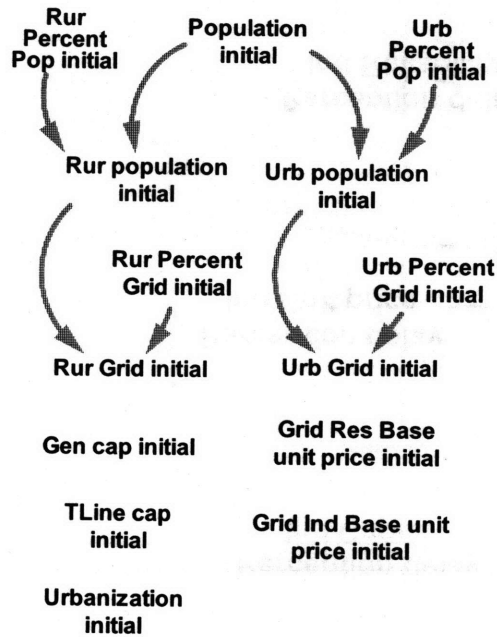 Rur
Percent
Pop initial
Population
initial
Urb
Percent
Pop initial
Rur population
initial
Urb population
initial
Rur Percent
Grid initial
Urb Percent
Grid initial
Rur Grid initial
Urb Grid initial
Gen cap initial
Grid Res Base
unit price initial
TLine cap
initial
Grid Ind Base unit
price initial
Urbanization
initial